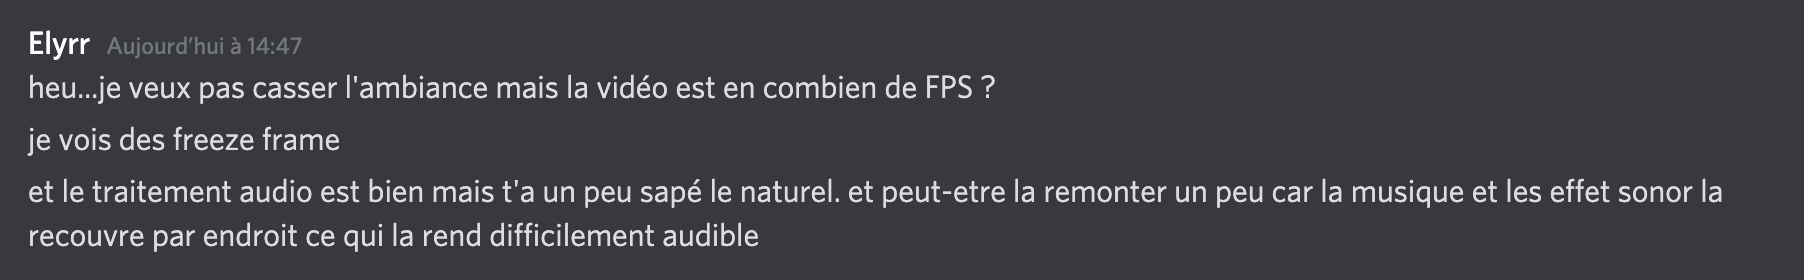 Elyrr Aujourd’hui à 14:47
heu...je veux pas casser l'ambiance mais la vidéo est en combien de FPS ?
je vois des freeze frame
et le traitement audio est bien mais t'a un peu sapé le naturel. et peut-etre la remonter un peu car la musique et les effet sonor la
recouvre par endroit ce qui la rend difficilement audible